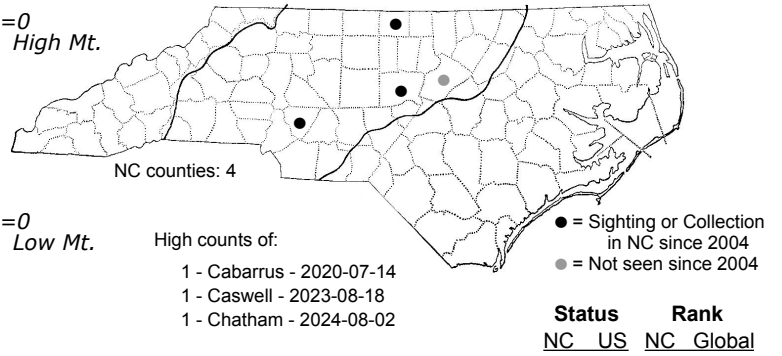 =0
High Mt.
NC counties: 4
=0
Low Mt.
High counts of:
1 - Cabarrus - 2020-07-14
1 - Caswell - 2023-08-18
1 - Chatham - 2024-08-02
= Sighting or Collection
in NC since 2004
= Not seen since 2004
Status Rank
NC US NC Global